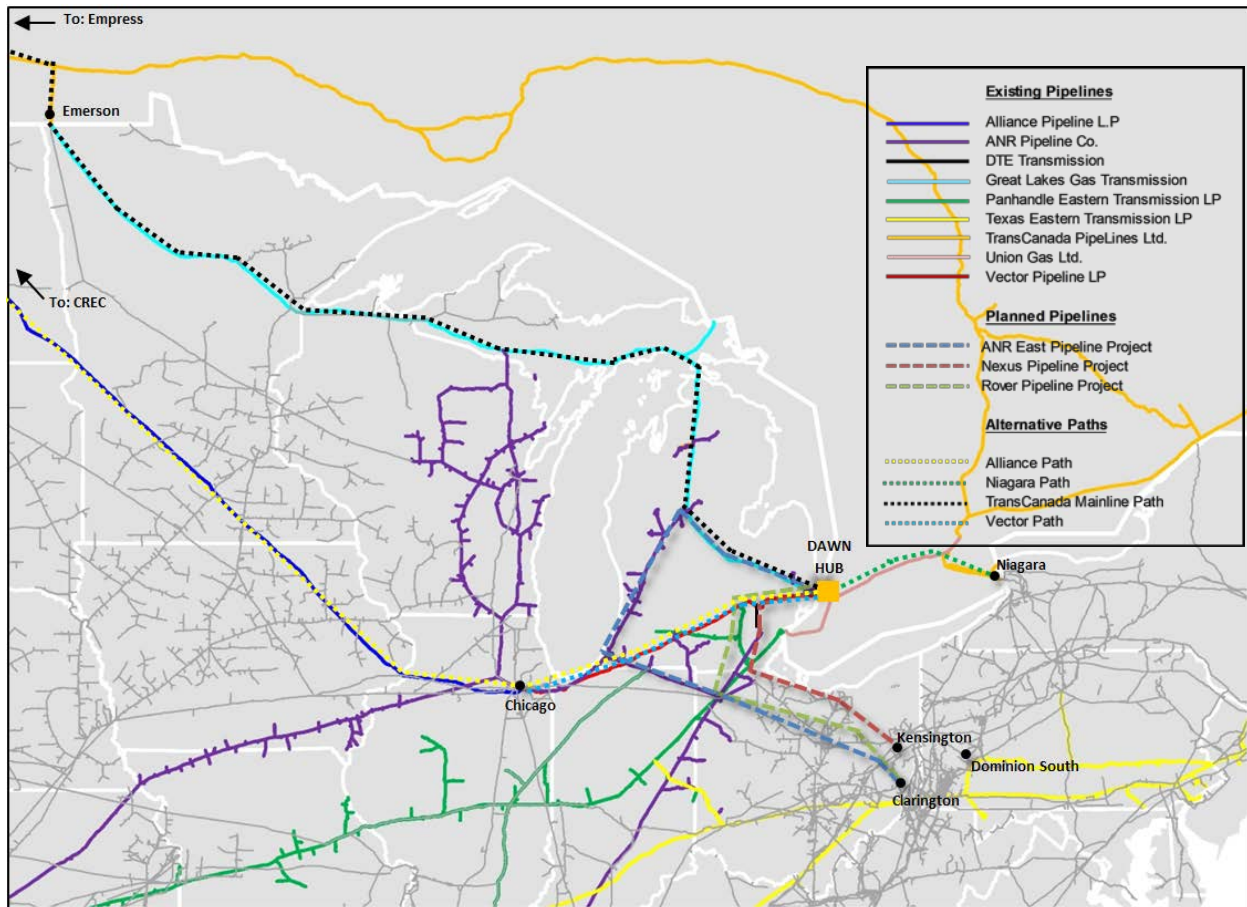 To: Empress
Emerson
To: CREC
Existing Pipelines
Alliance Pipeline L.P
ANR Pipeline Co.
DTE Transmission
Great Lakes Gas Transmission
Panhandle Eastern Transmission LP
Texas Eastern Transmission LP
TransCanada PipeLines Ltd.
Union Gas Ltd.
Vector Pipeline LP
Planned Pipelines
ANR East Pipeline Project
Nexus Pipeline Project
Rover Pipeline Project
Alternative Paths
Alliance Path
Niagara Path
TransCanada Mainline Path
Vector Path
DAWN
HUB
Niagara
Chicago
Kensington
Dominion South
Clarington